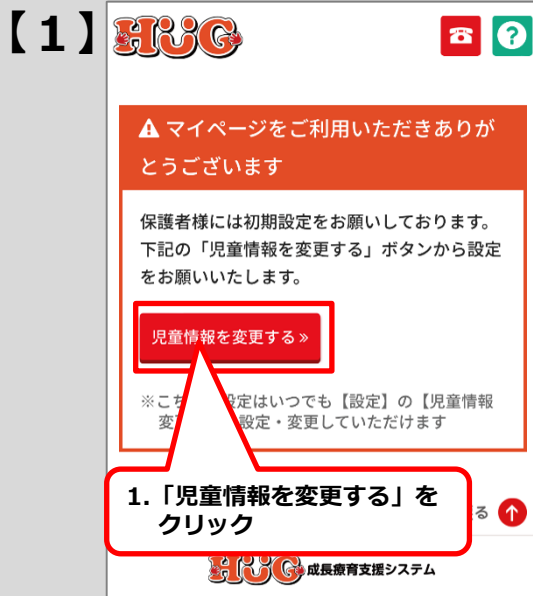 【1】
HUG
マイページをご利用いただきありが
とうございます
保護者様には初期設定をお願いしております。
下記の「児童情報を変更する」ボタンから設定
をお願いいたします。
児童情報を変更する»
※こち 設定はいつでも【設定】の【児童情報
変 設定・変更していただけます
1.「児童情報を変更する」を
クリック
る
HUG 成長療育支援システム